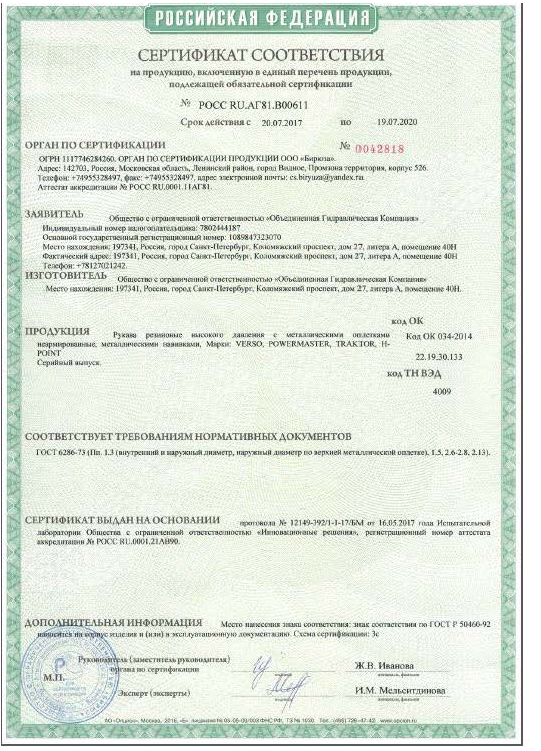 РОССИЙСКАЯ ФЕДЕРАЦИЯ
СЕРТИФИКАТ СООТВЕТСТВИЯ
на продукцию, включенную в единый перечень продукции,
подлежащей обязательной сертификации
№ РОСС RU.АГ81.В00611
Срок действия с 20.07.2017 по 19.07.2020
№ 0042818
ОРГАН ПО СЕРТИФИКАЦИИ
ОГРН 1117746284260. ОРГАН ПО СЕРТИФИКАЦИИ ПРОДУКЦИИ ООО «Бирюза».
Адрес: 142703, Россия, Московская область, Ленинский район, город Видное, Промзона территория, корпус 526.
Телефон: +74955328497, факс: +74955328497, адрес электронной почты: cs.biryuza@yandex.ru.
Аттестат аккредитации № РОСС RU.0001.11АГ81.
ЗАЯВИТЕЛЬ Общество с ограниченной ответственностью «Объединенная Гидравлическая Компания»
Индивидуальный номер налогоплательщика: 7802444187
Основной государственный регистрационный номер: 1089847323070
Место нахождения: 197341, Россия, город Санкт-Петербург, Коломяжский проспект, дом 27, литера А, помещение 40Н
Фактический адрес: 197341, Россия, город Санкт-Петербург, Коломяжский проспект, дом 27, литера А, помещение 40Н
Телефон: +78127021242.
ИЗГОТОВИТЕЛЬ Общество с ограниченной ответственностью «Объединенная Гидравлическая Компания»
Место нахождения: 197341, Россия, город Санкт-Петербург, Коломяжский проспект, дом 27, литера А, помещение 40Н.
код ОК
ПРОДУКЦИЯ Рукава резиновые высокого давления с металлическими оплетками Код ОК 034-2014
неармированные, металлическими навивками, Марки: VERSO, POWERMASTER, TRAKTOR, H-
POINT 22.19.30.133
Серийный выпуск.
код ТН ВЭД
4009
СООТВЕТСТВУЕТ ТРЕБОВАНИЯМ НОРМАТИВНЫХ ДОКУМЕНТОВ
ГОСТ 6286-73 (Пп. 1.3 (внутренний и наружный диаметр, наружный диаметр по верхней металлической оплетке), 1.5, 2.6-2.8, 2.13).
СЕРТИФИКАТ ВЫДАН НА ОСНОВАНИИ протокола № 12149-392/1-1-17/БМ от 16.05.2017 года Испытательной
лаборатории Общества с ограниченной ответственностью «Инновационные решения», регистрационный номер аттестата
аккредитации № РОСС RU.0001.21АВ90.
ДОПОЛНИТЕЛЬНАЯ ИНФОРМАЦИЯ Место нанесения знака соответствия: знак соответствия по ГОСТ Р 50460-92
наносится на корпус изделия и (или) в эксплуатационную документацию. Схема сертификации: 3с
Руководитель (заместитель руководителя)
органа по сертификации Ж.В. Иванова
подпись инициалы, фамилия
М.П.
Эксперт (эксперты) И.М. Мельситдинова
подпись инициалы, фамилия